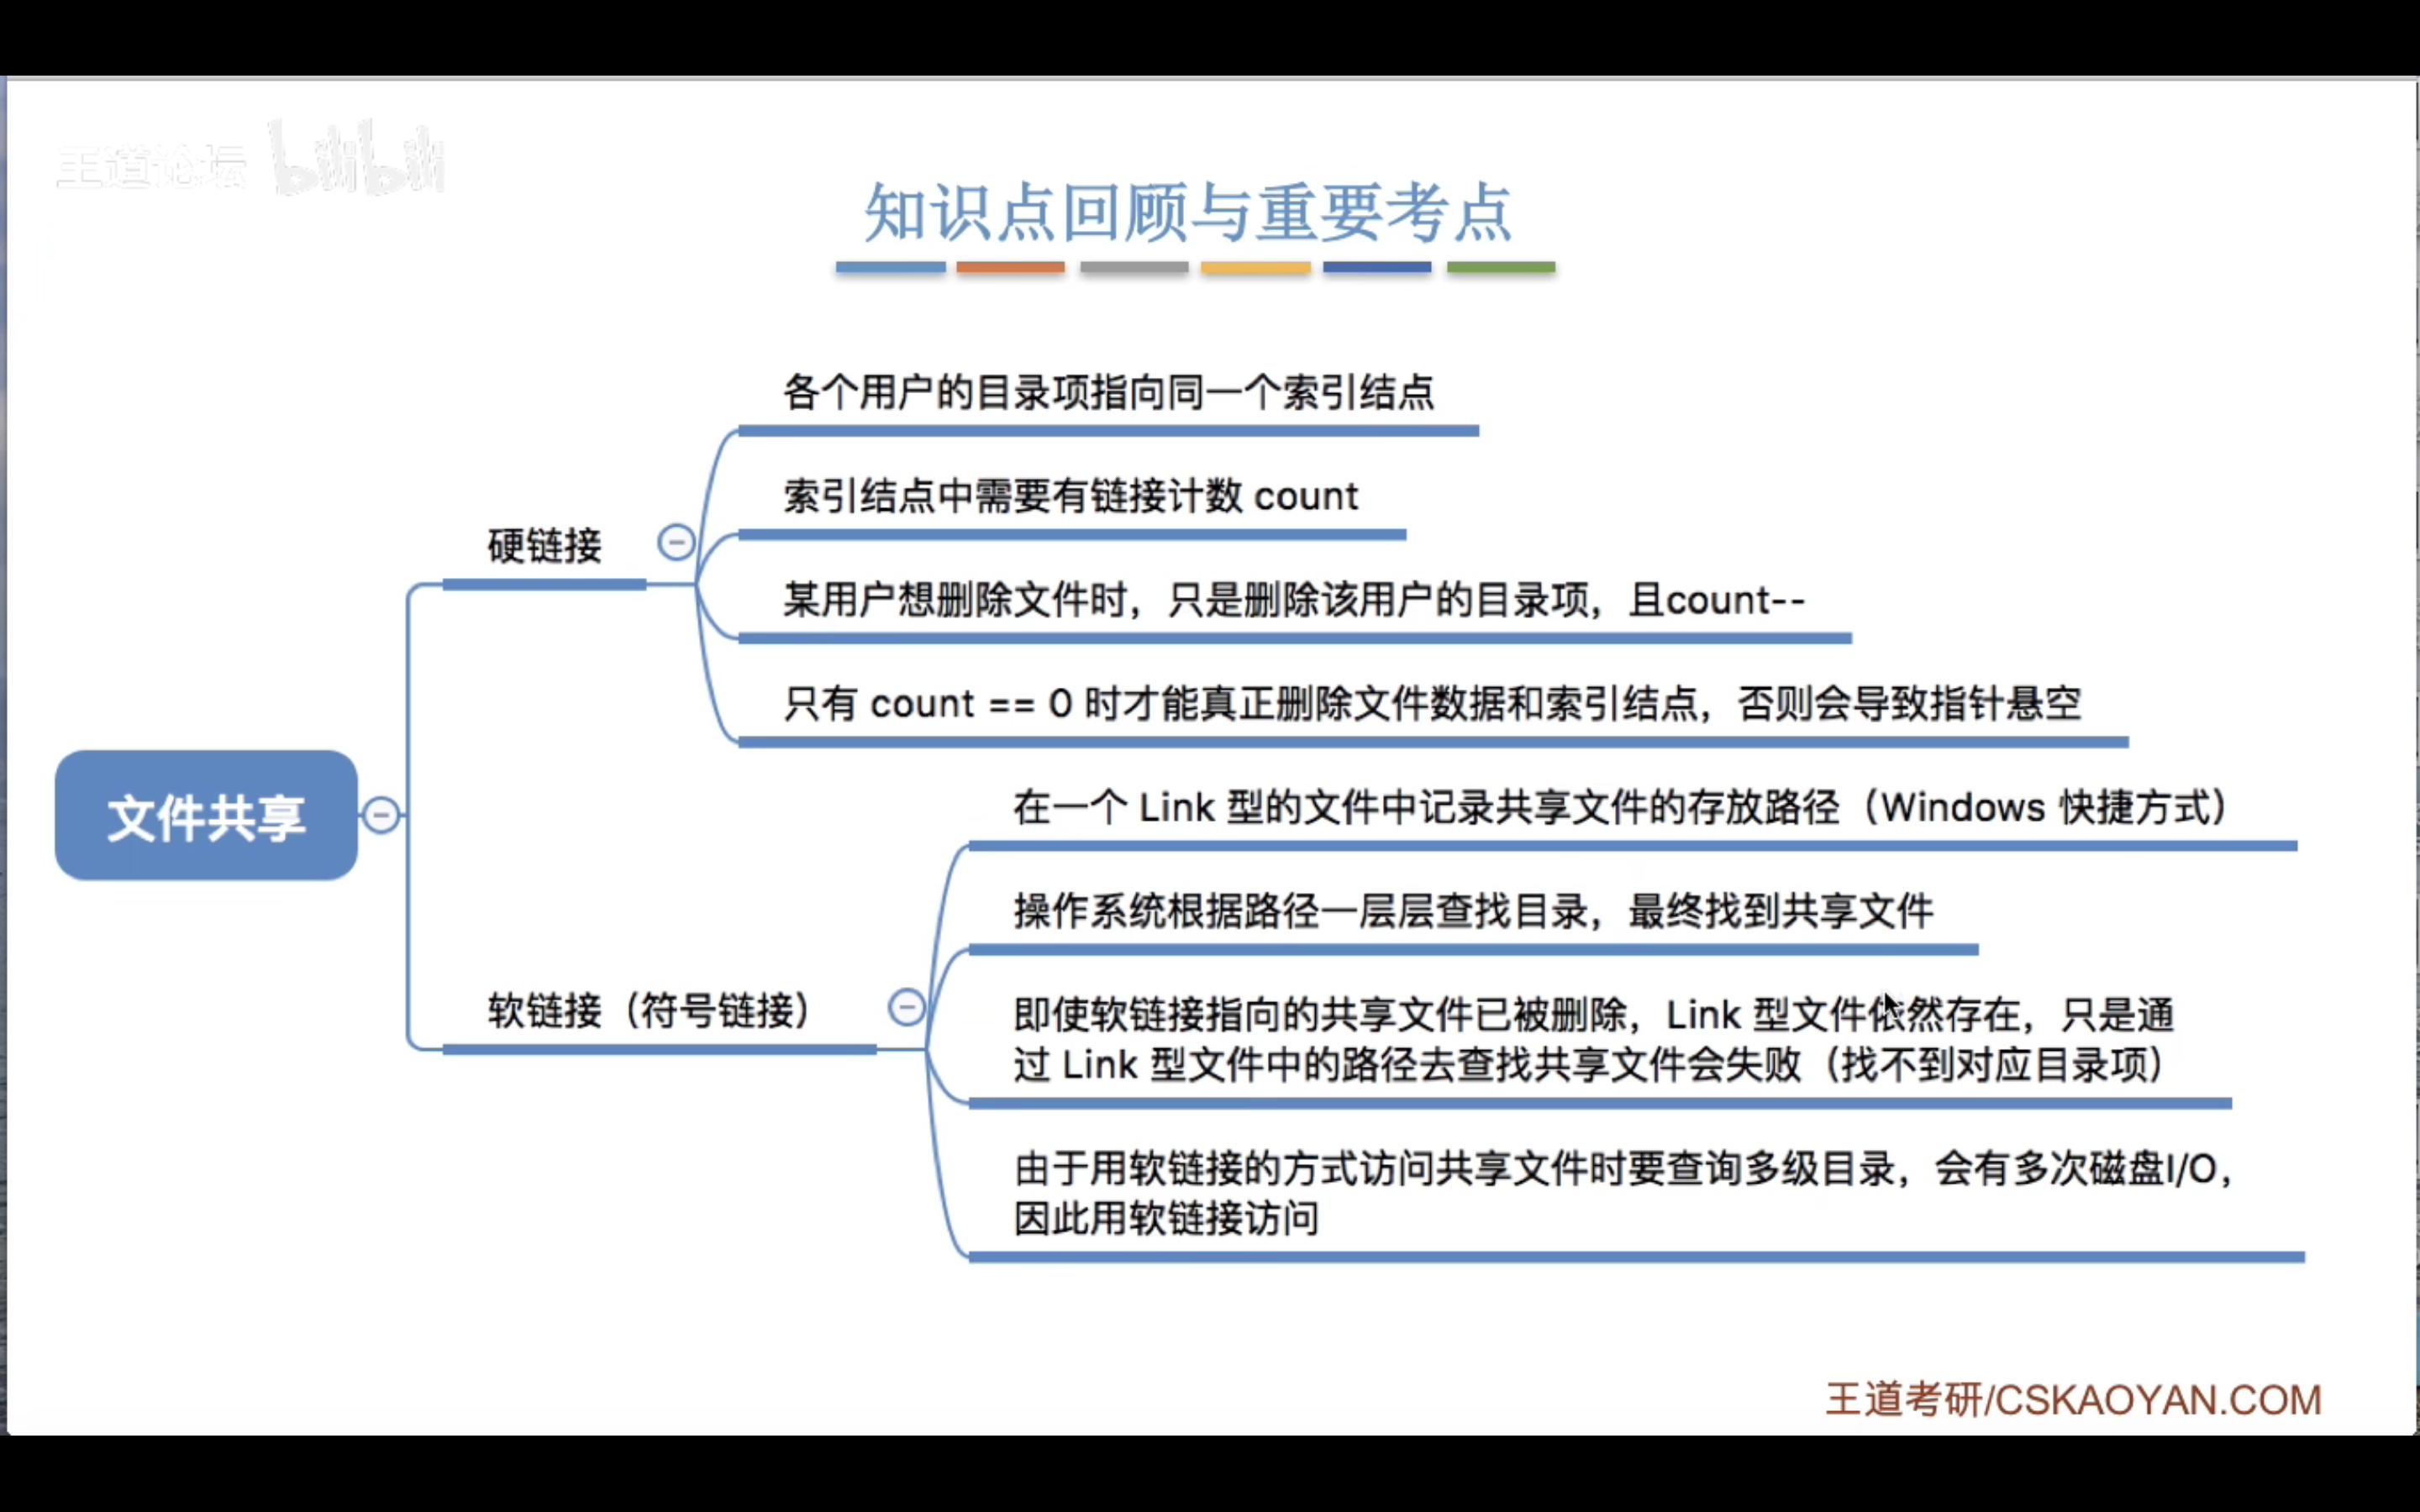 王道论坛 bilibili
知识点回顾与重要考点
各个用户的目录项指向同一个索引结点
索引结点中需要有链接计数 count
硬链接
某用户想删除文件时，只是删除该用户的目录项，且count--
只有 count == 0 时才能真正删除文件数据和索引结点，否则会导致指针悬空
文件共享
在一个 Link 型的文件中记录共享文件的存放路径（Windows 快捷方式）
操作系统根据路径一层层查找目录，最终找到共享文件
软链接（符号链接）
即使软链接指向的共享文件已被删除，Link 型文件依然存在，只是通
过 Link 型文件中的路径去查找共享文件会失败（找不到对应目录项）
由于用软链接的方式访问共享文件时要查询多级目录，会有多次磁盘I/O，
因此用软链接访问
王道考研/CSKAOYAN.COM